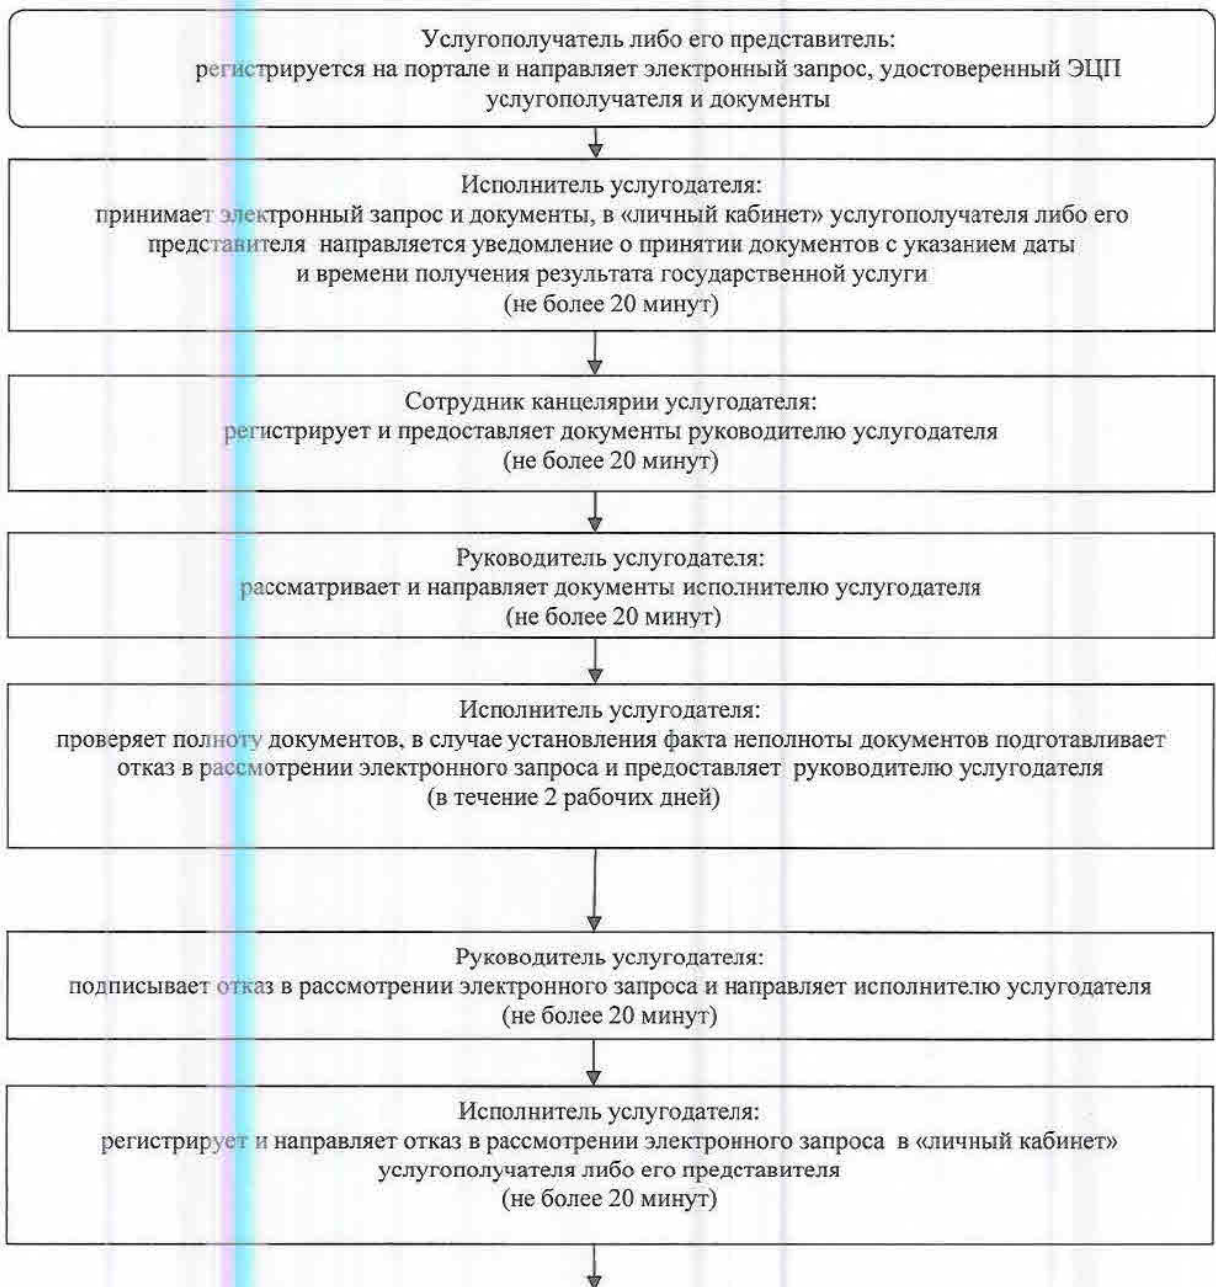 Услугополучатель либо его представитель:
регистрируется на портале и направляет электронный запрос, удостоверенный ЭЦП
услугополучателя и документы
Исполнитель услугодателя:
принимает электронный запрос и документы, в «личный кабинет» услугополучателя либо его
представителя направляется уведомление о принятии документов с указанием даты
и времени получения результата государственной услуги
(не более 20 минут)
Сотрудник канцелярии услугодателя:
регистрирует и предоставляет документы руководителю услугодателя
(не более 20 минут)
Руководитель услугодателя:
рассматривает и направляет документы исполнителю услугодателя
(не более 20 минут)
Исполнитель услугодателя:
проверяет полноту документов, в случае установления факта неполноты документов подготавливает
отказ в рассмотрении электронного запроса и предоставляет руководителю услугодателя
(в течение 2 рабочих дней)
Руководитель услугодателя:
подписывает отказ в рассмотрении электронного запроса и направляет исполнителю услугодателя
(не более 20 минут)
Исполнитель услугодателя:
регистрирует и направляет отказ в рассмотрении электронного запроса в «личный кабинет»
услугополучателя либо его представителя
(не более 20 минут)